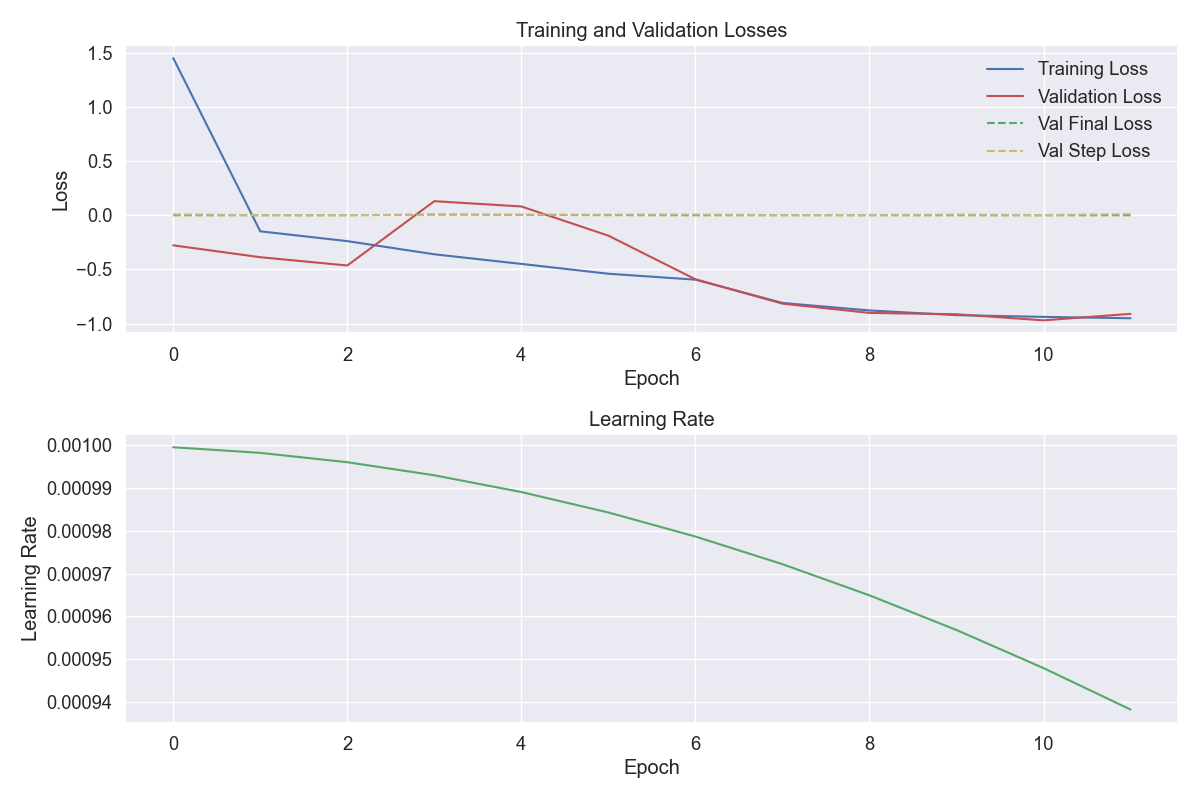 Training and Validation Losses
1.5
1.0
0.5
0.0
−0.5
−1.0
Loss
Training Loss
Validation Loss
Val Final Loss
Val Step Loss
0 2 4 6 8 10
Epoch
Learning Rate
0.00100
0.00099
0.00098
0.00097
0.00096
0.00095
0.00094
Learning Rate
0 2 4 6 8 10
Epoch